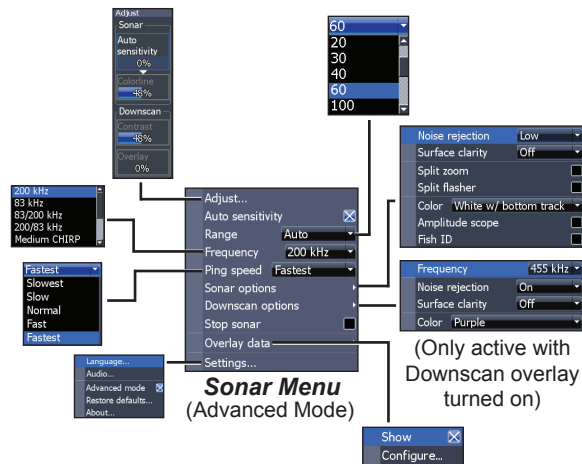 Adjust
Sonar
Auto
sensitivity
0%
Colorline
48%
Downscan
Contrast
48%
Overlay
0%
60
20
30
40
60
100
200 kHz
83 kHz
83/200 kHz
200/83 kHz
Medium CHIRP
Fastest
Slowest
Slow
Normal
Fast
Fastest
Language...
Audio...
Advanced mode
Restore defaults...
About...
Adjust...
Auto sensitivity
Range Auto
Frequency 200 kHz
Ping speed Fastest
Sonar options
Downscan options
Stop sonar
Overlay data
Settings...
Sonar Menu
(Advanced Mode)
Noise rejection Low
Surface clarity Off
Split zoom
Split flasher
Color White w/ bottom track
Amplitude scope
Fish ID
Frequency 455 kHz
Noise rejection On
Surface clarity Off
Color Purple
(Only active with
Downscan overlay
turned on)
Show
Configure...